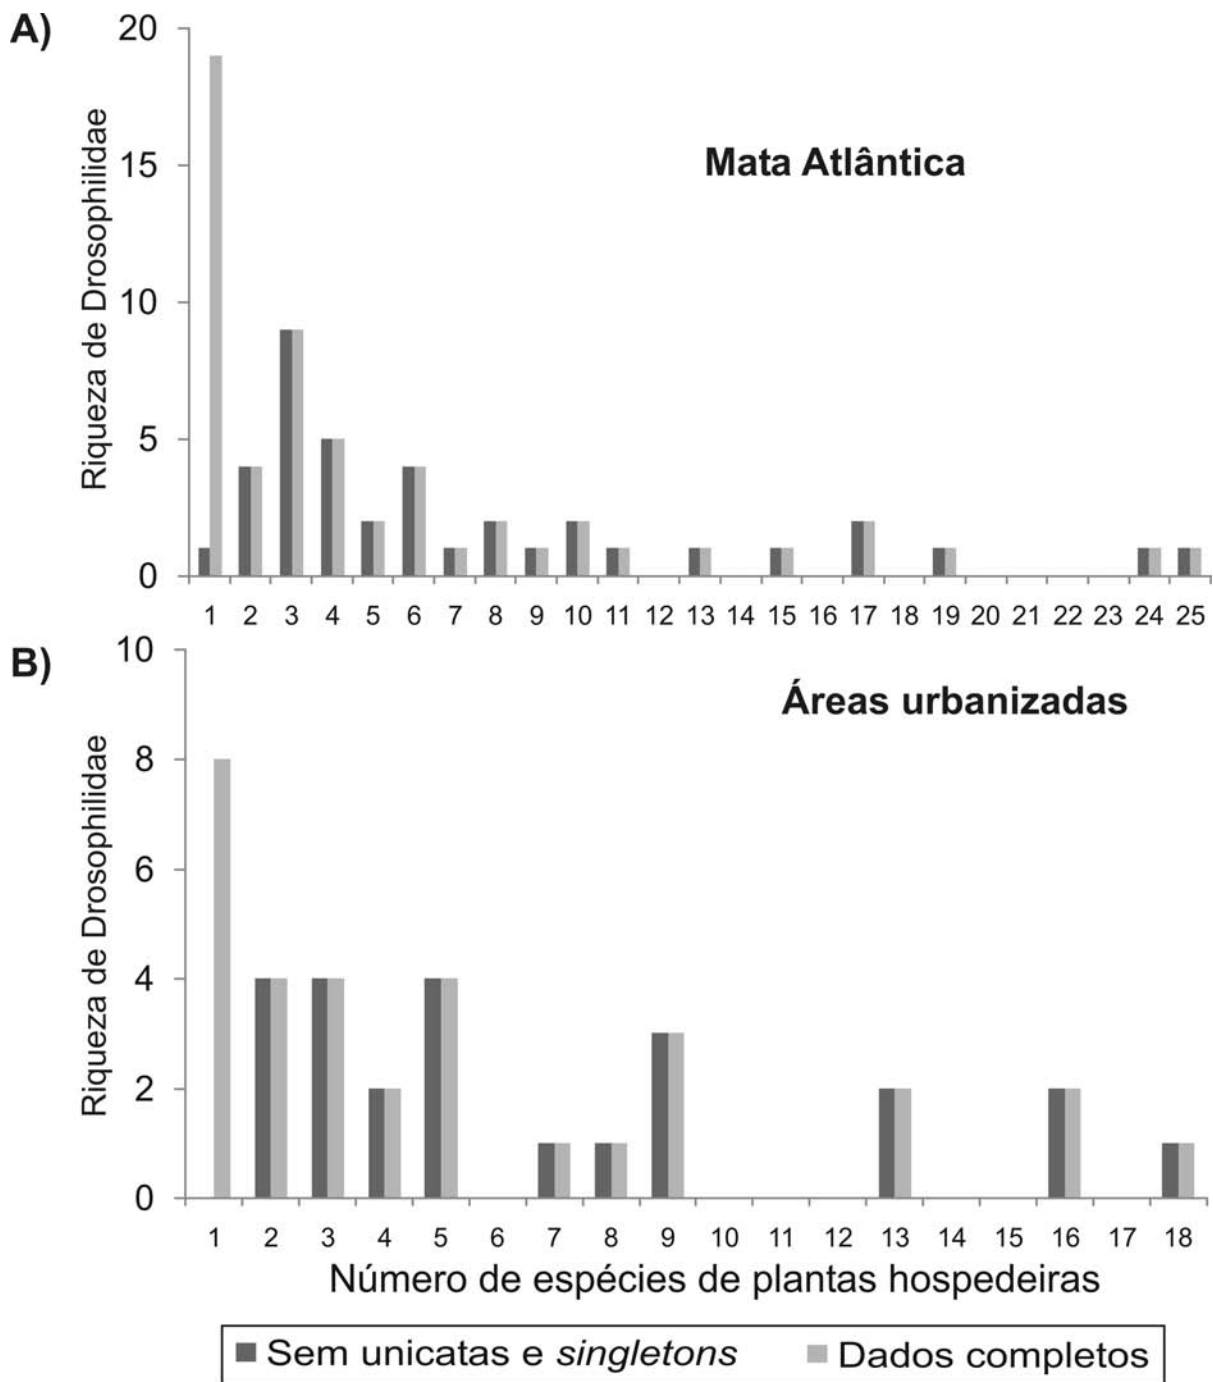 A)
Mata Atlântica
Riqueza de Drosophilidae
20
15
10
5
0
1 2 3 4 5 6 7 8 9 10 11 12 13 14 15 16 17 18 19 20 21 22 23 24 25
B)
Áreas urbanizadas
Riqueza de Drosophilidae
10
8
6
4
2
0
1 2 3 4 5 6 7 8 9 10 11 12 13 14 15 16 17 18
Número de espécies de plantas hospedeiras
Sem unicatas e singletons Dados completos